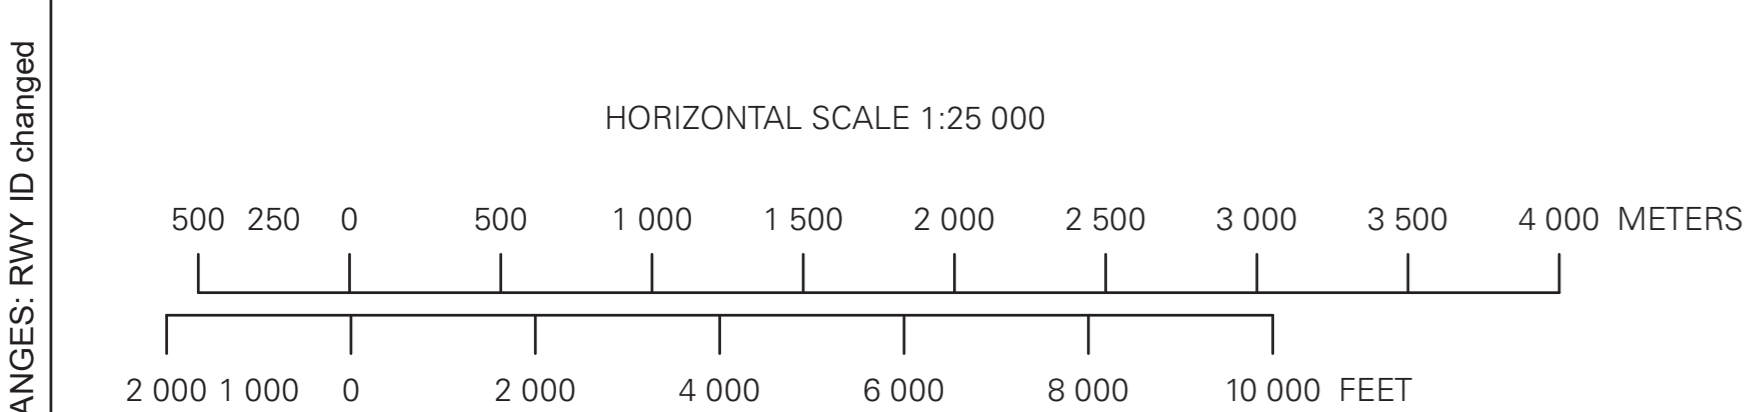 ANGES: RWY ID changed
HORIZONTAL SCALE 1:25 000
500 250 0 500 1 000 1 500 2 000 2 500 3 000 3 500 4 000 METERS
2 000 1 000 0 2 000 4 000 6 000 8 000 10 000 FEET